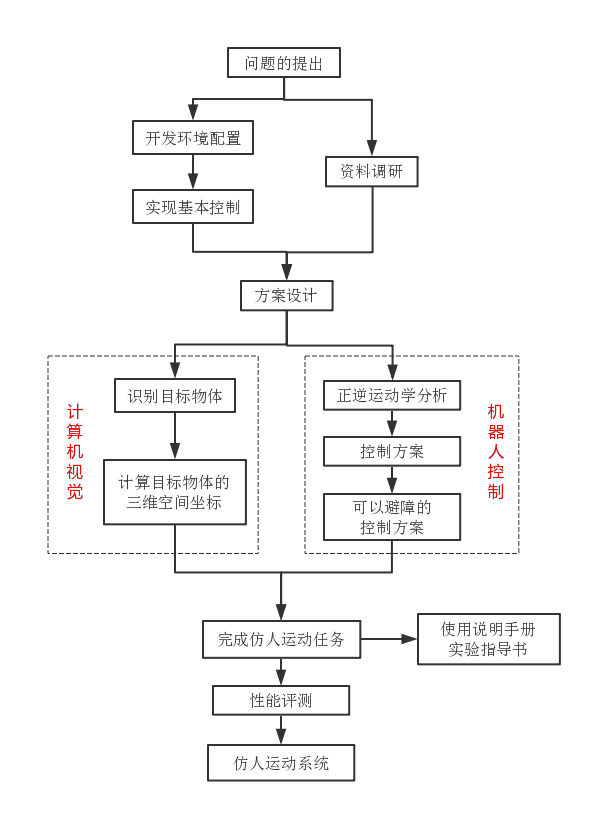 问题的提出
开发环境配置
资料调研
实现基本控制
方案设计
计算机视觉
识别目标物体
计算目标物体的
三维空间坐标
正逆运动学分析
控制方案
可以避障的
控制方案
机器人控制
完成仿人运动任务
使用说明手册
实验指导书
性能评测
仿人运动系统